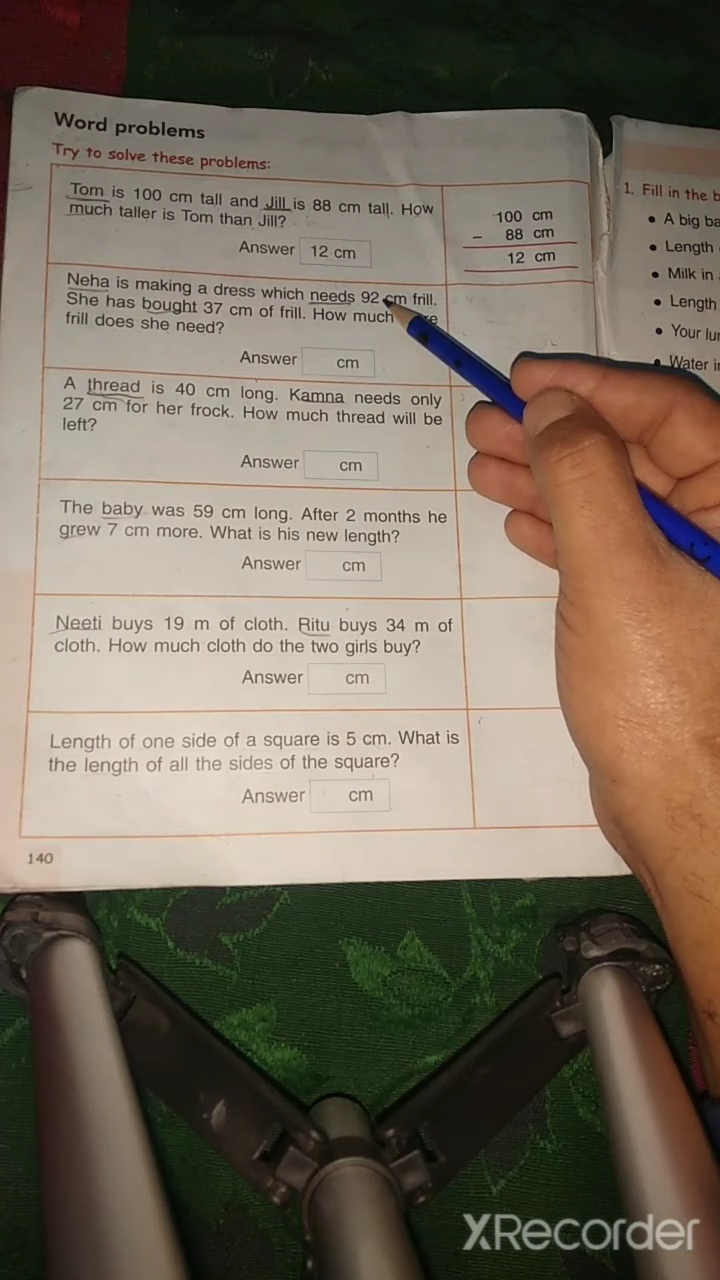 Word problems
Try to solve these problems:
Tom is 100 cm tall and Jill is 88 cm tall. How
much taller is Tom than Jill?
Answer 12 cm
100 cm
– 88 cm
12 cm
Neha is making a dress which needs 92 cm frill.
She has bought 37 cm of frill. How much
frill does she need?
Answer cm
A thread is 40 cm long. Kamna needs only
27 cm for her frock. How much thread will be
left?
Answer cm
The baby was 59 cm long. After 2 months he
grew 7 cm more. What is his new length?
Answer cm
Neeti buys 19 m of cloth. Ritu buys 34 m of
cloth. How much cloth do the two girls buy?
Answer cm
Length of one side of a square is 5 cm. What is
the length of all the sides of the square?
Answer cm
140
1. Fill in the
• A big
• Length
• Milk in
• Length
• Your
• Water
XRecorder